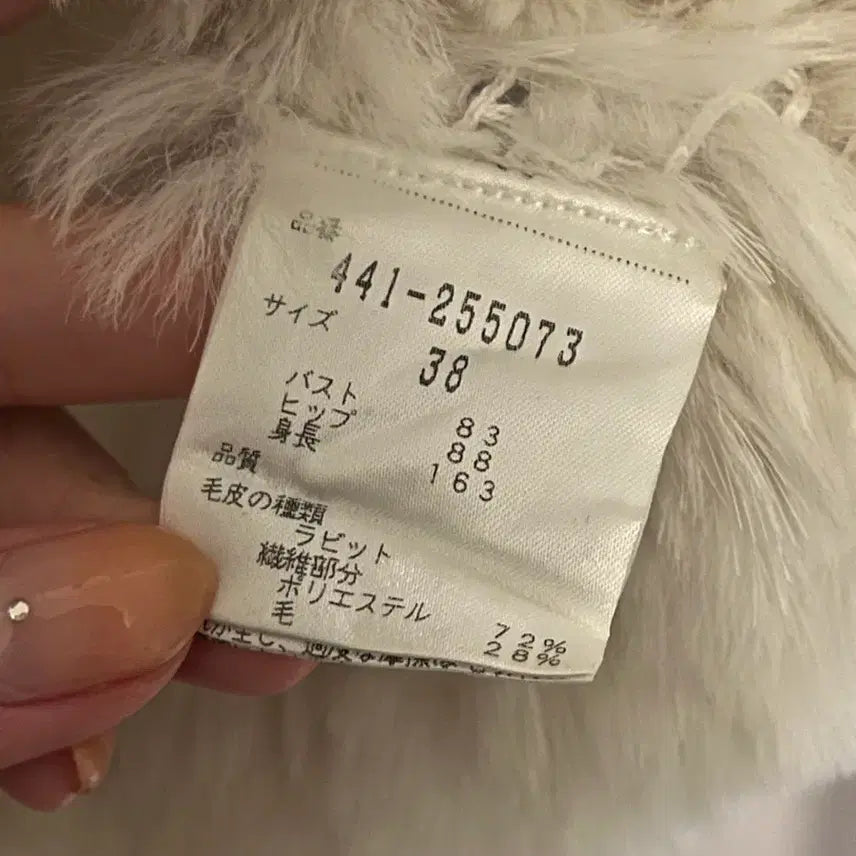 品様
441-255073
サイズ
38
バスト 83
ヒップ 88
身長 163
品質
毛皮の種類
ラビット
繊維部分
ポリエステル 72%
毛 28%